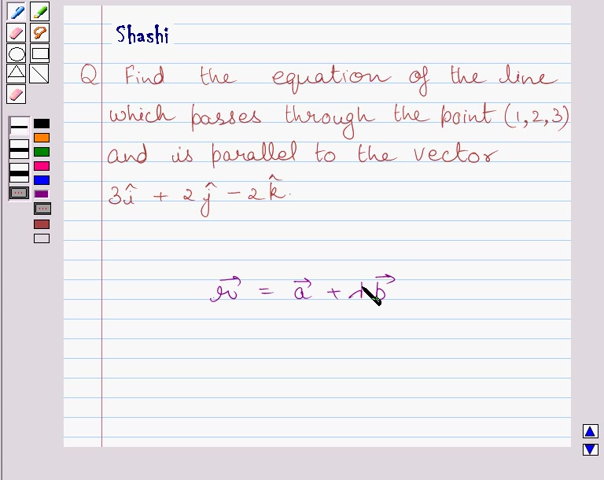 Shashi
Q Find the equation of the line
which passes through the point (1,2,3)
and is parallel to the vector
3î + 2ĵ - 2k̂.
r⃗ = a⃗ + λb⃗